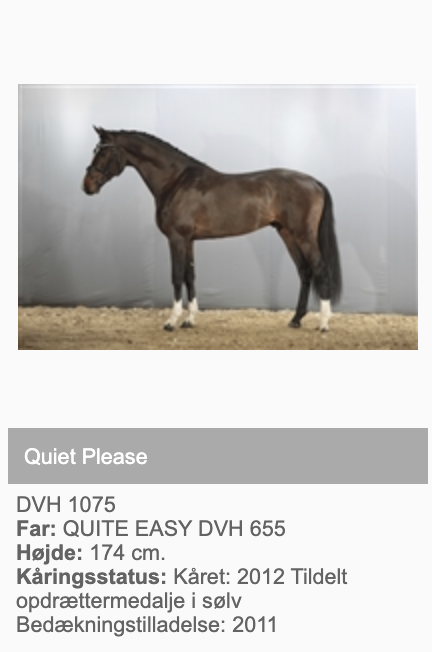 Quiet Please
DVH 1075
Far: QUITE EASY DVH 655
Højde: 174 cm.
Kåringsstatus: Kåret: 2012 Tildelt
opdrættermedalje i sølv
Bedækningstilladelse: 2011